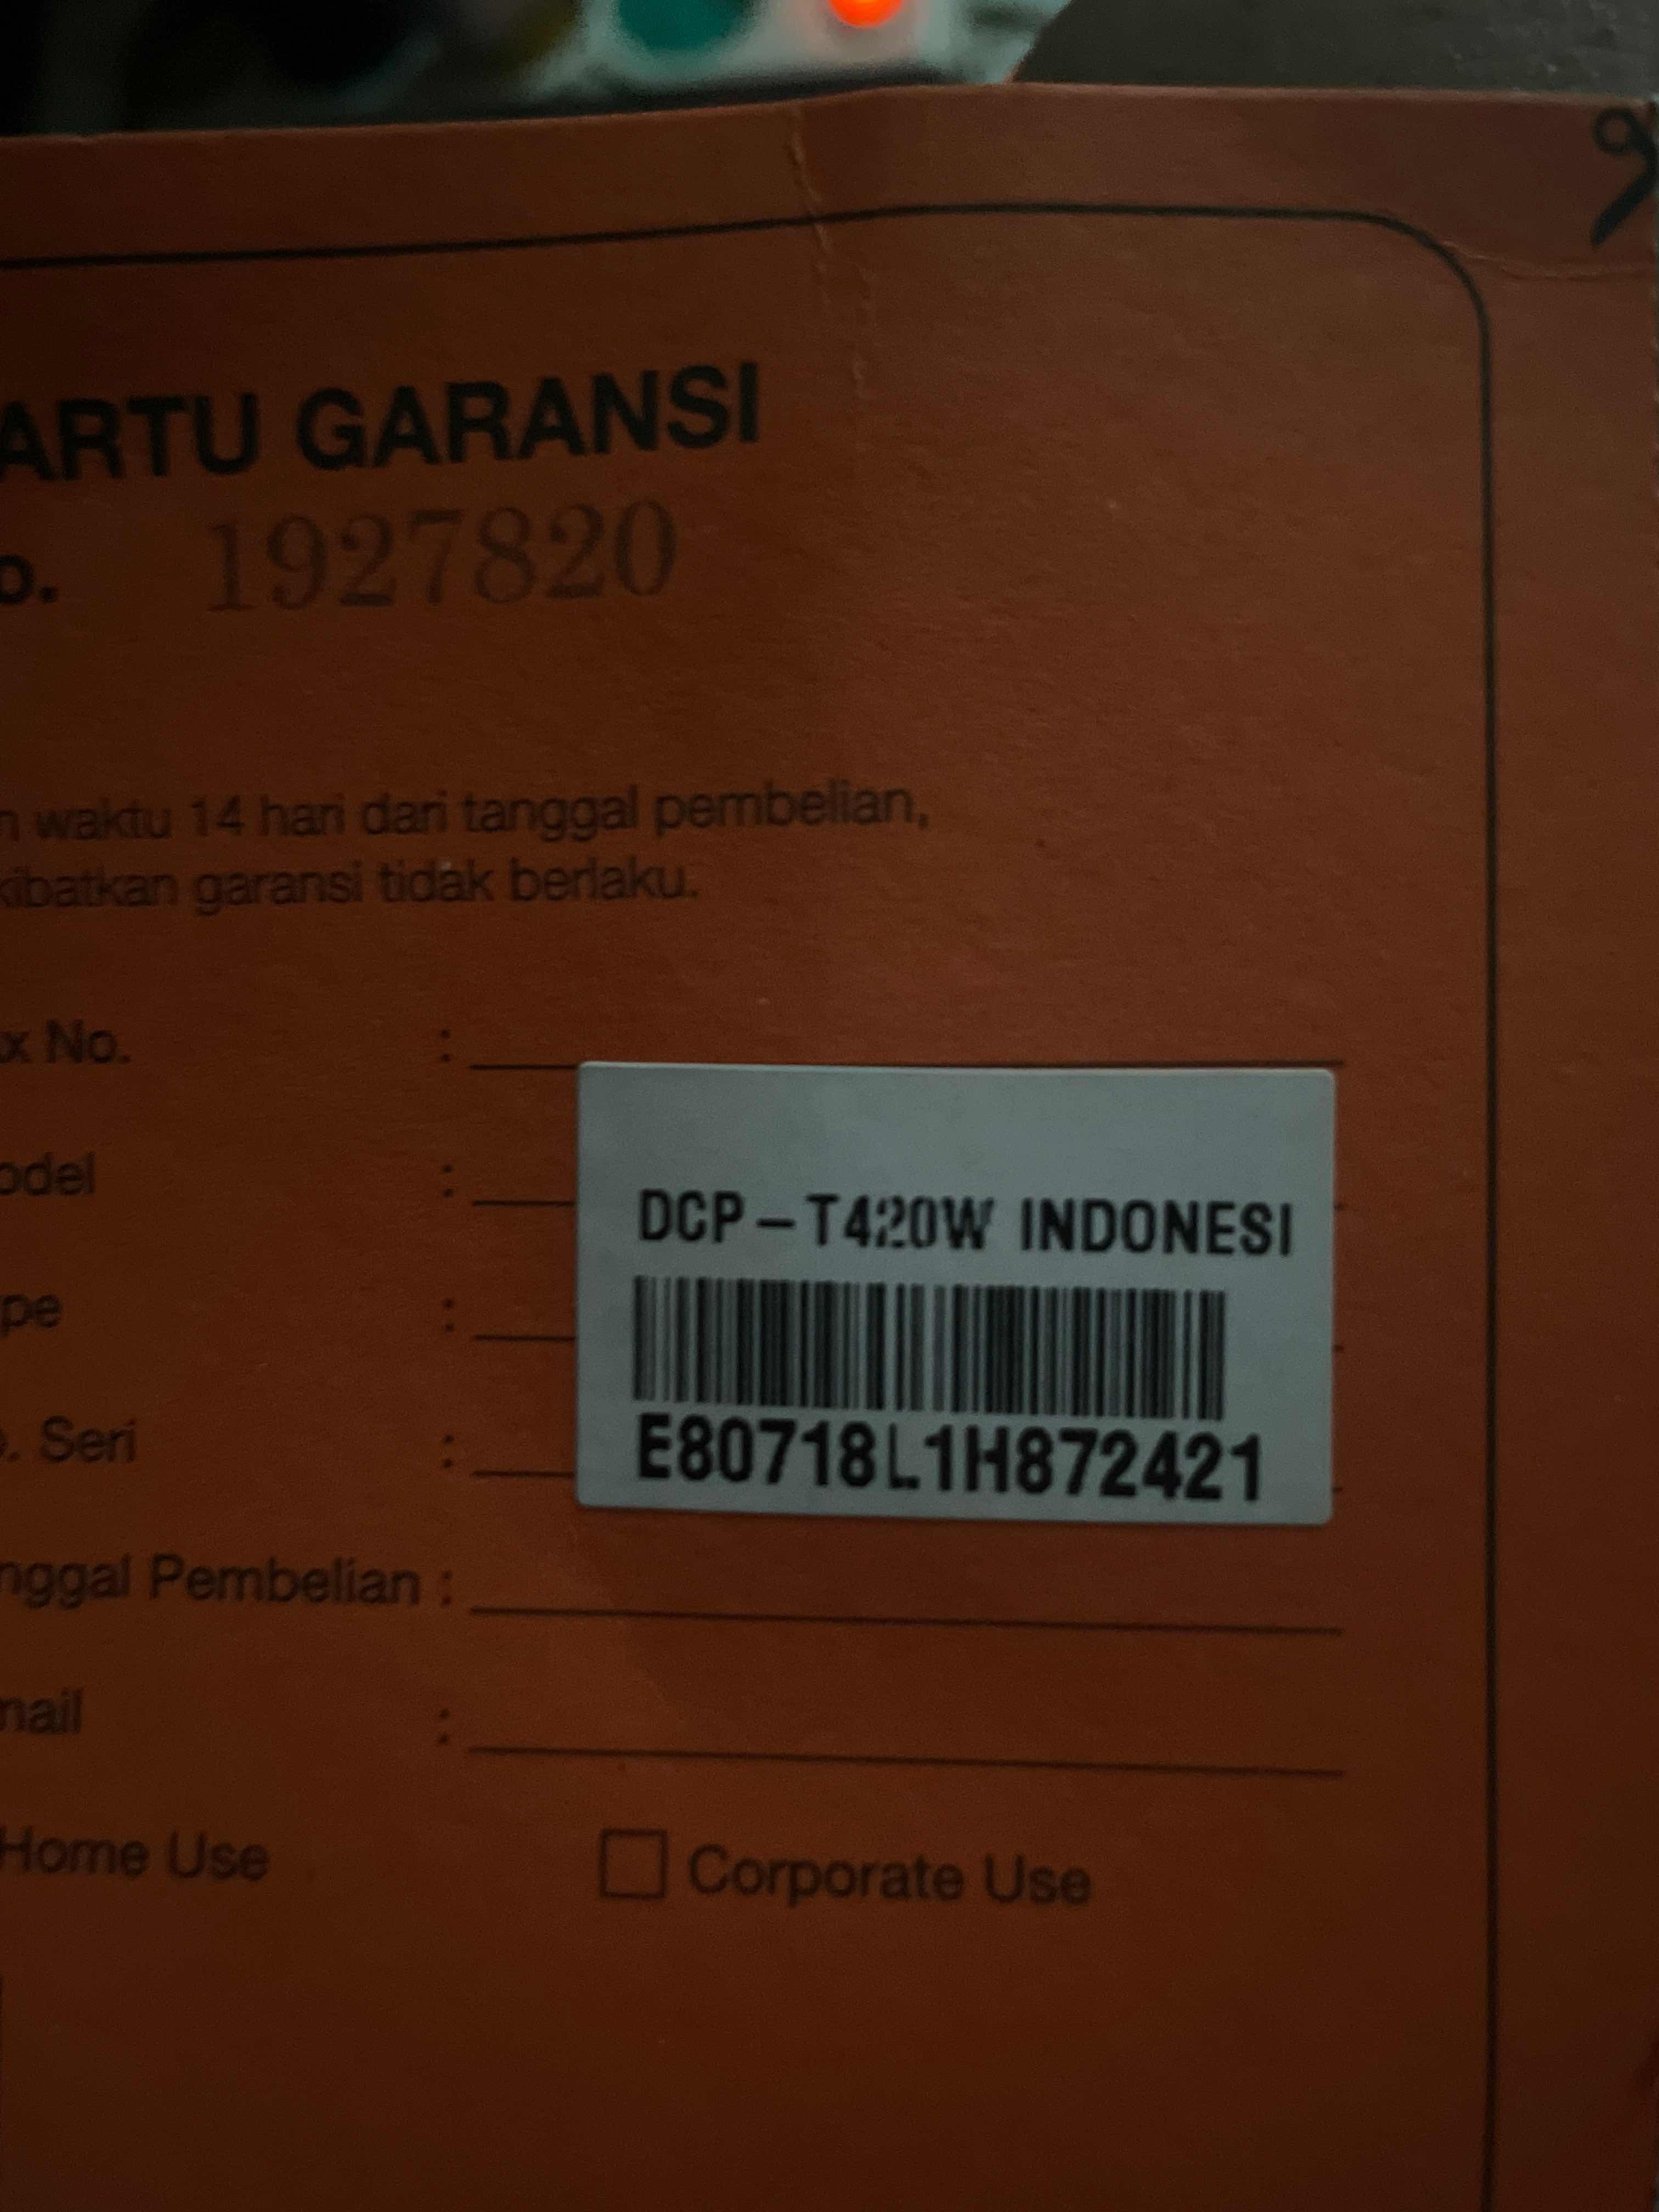 ARTU GARANSI
o. 1927820
n waktu 14 hari dari tanggal pembelian,
kibatkan garansi tidak berlaku.
x No. :
odel :
DCP-T420W INDONESI
pe :
o. Seri :
E80718L1H872421
nggal Pembelian :
mail :
Home Use
Corporate Use